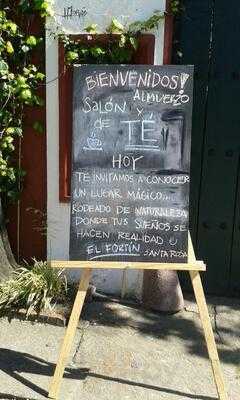 BIENVENIDOS!
ALMUERZO
SALÓN Y
DE TÉ
HOY
TE INVITAMOS A CONOCER
UN LUGAR MÁGICO...
RODEADO DE NATURALEZA
DONDE TUS SUEÑOS SE
HACEN REALIDAD
EL FORTÍN SANTA ROSA